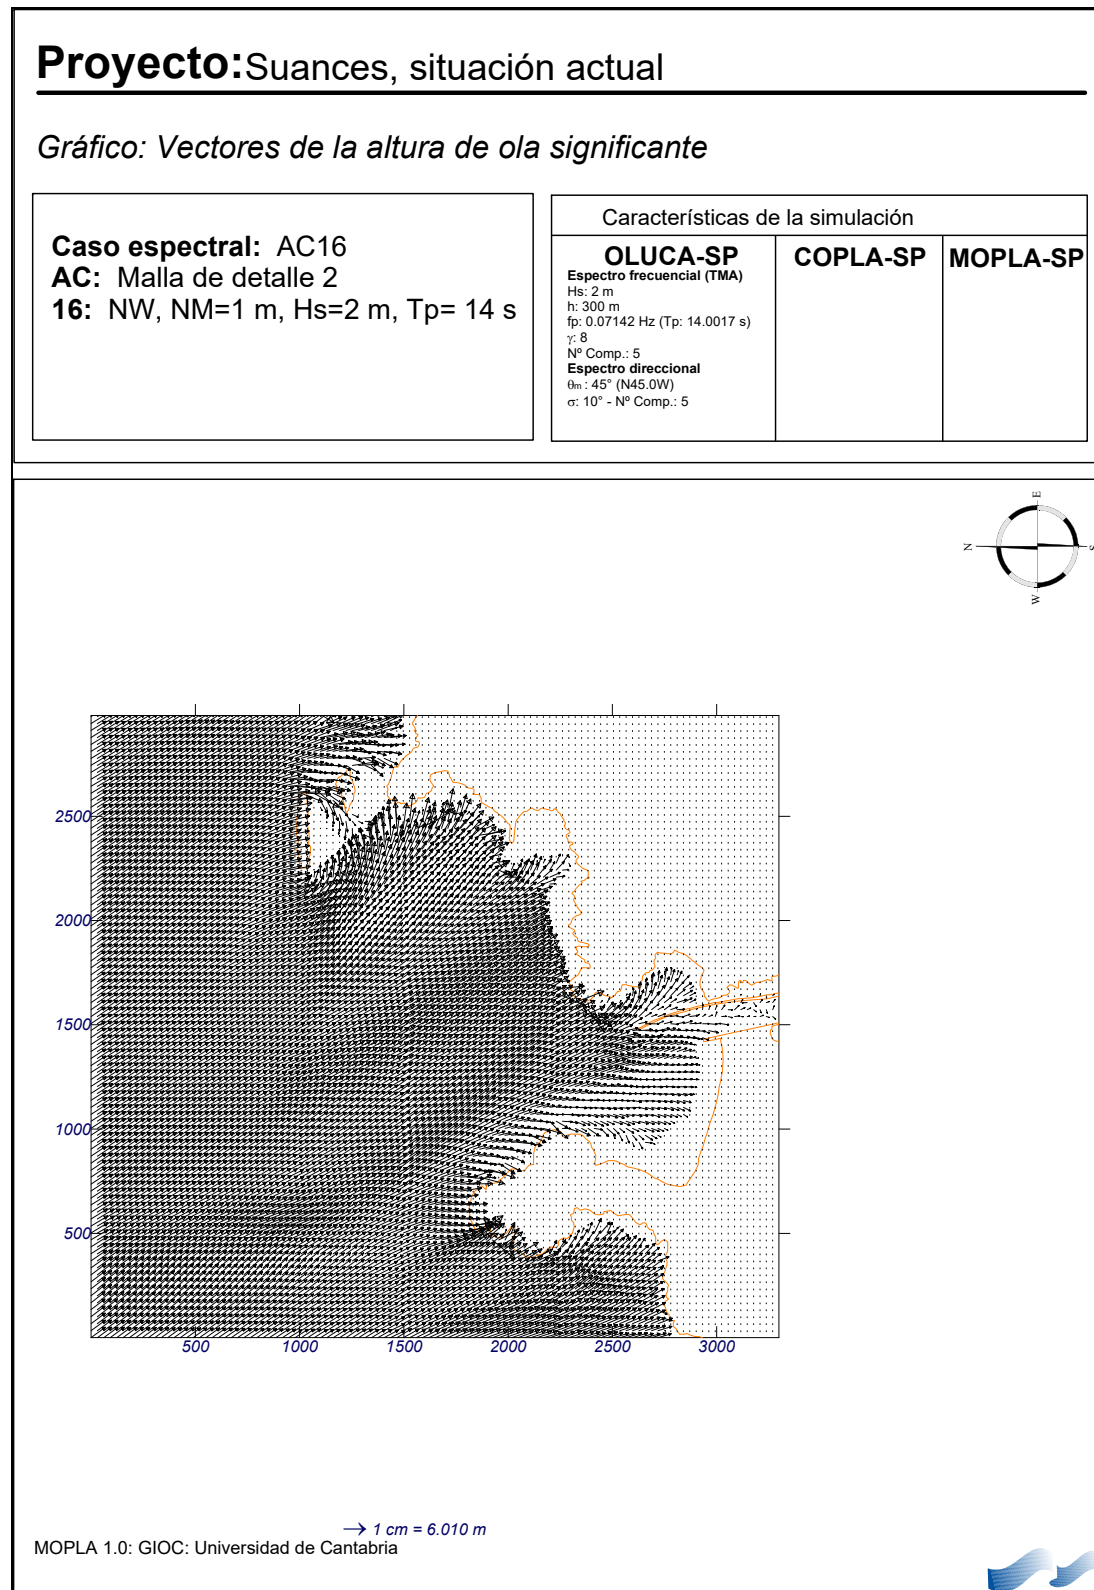 Proyecto:Suances, situación actual
Gráfico: Vectores de la altura de ola significante
Caso espectral: AC16
AC: Malla de detalle 2
16: NW, NM=1 m, Hs=2 m, Tp= 14 s
Características de la simulación
OLUCA-SP
Espectro frecuencial (TMA)
Hs: 2 m
h: 300 m
fp: 0.07142 Hz (Tp: 14.0017 s)
γ: 8
Nº Comp.: 5
Espectro direccional
θm : 45° (N45.0W)
σ: 10° - Nº Comp.: 5
COPLA-SP
MOPLA-SP
E
N
S
W
2500
2000
1500
1000
500
500 1000 1500 2000 2500 3000
1 cm = 6.010 m
MOPLA 1.0: GIOC: Universidad de Cantabria